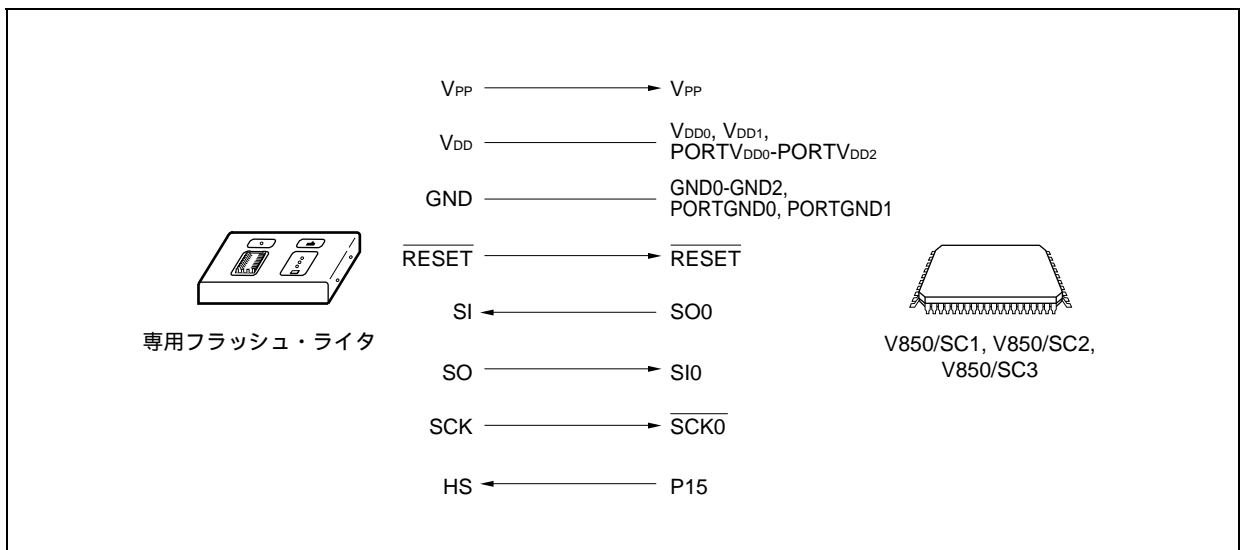 VPP VPP
VDD VDD0, VDD1,
PORTVDD0-PORTVDD2
GND GND0-GND2,
PORTGND0, PORTGND1
RESET RESET
SI SO0
専用フラッシュ・ライタ
V850/SC1, V850/SC2,
V850/SC3
SO SI0
SCK SCK0
HS P15